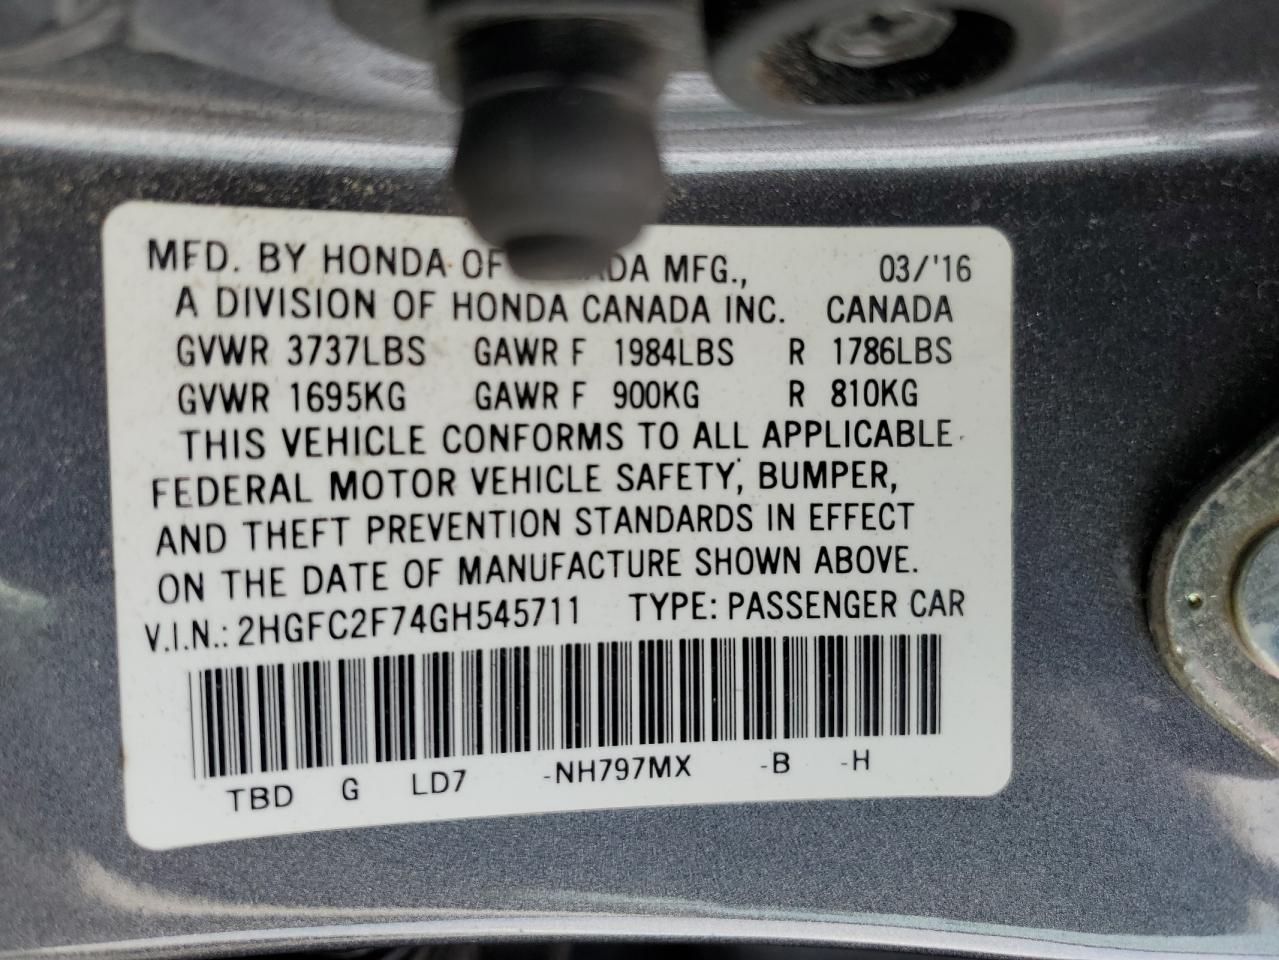 MFD. BY HONDA OF ADA MFG., 03/'16
A DIVISION OF HONDA CANADA INC. CANADA
GVWR 3737LBS GAWR F 1984LBS R 1786LBS
GVWR 1695KG GAWR F 900KG R 810KG
THIS VEHICLE CONFORMS TO ALL APPLICABLE
FEDERAL MOTOR VEHICLE SAFETY, BUMPER,
AND THEFT PREVENTION STANDARDS IN EFFECT
ON THE DATE OF MANUFACTURE SHOWN ABOVE.
V.I.N.: 2HGFC2F74GH545711 TYPE: PASSENGER CAR
TBD G LD7 -NH797MX -B -H